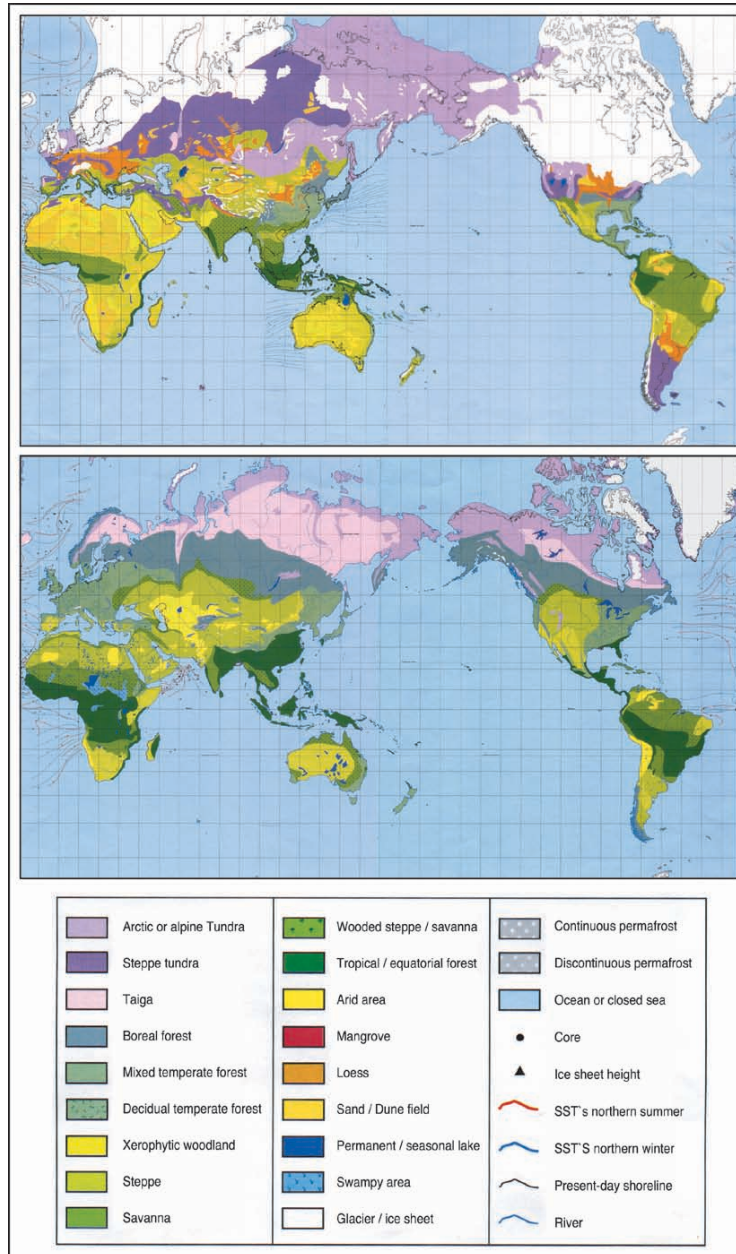 Arctic or alpine Tundra
Steppe tundra
Taiga
Boreal forest
Mixed temperate forest
Decidual temperate forest
Xerophytic woodland
Steppe
Savanna
Wooded steppe / savanna
Tropical / equatorial forest
Arid area
Mangrove
Loess
Sand / Dune field
Permanent / seasonal lake
Swampy area
Glacier / ice sheet
Continuous permafrost
Discontinuous permafrost
Ocean or closed sea
Core
Ice sheet height
SST`s northern summer
SST`S northern winter
Present-day shoreline
River